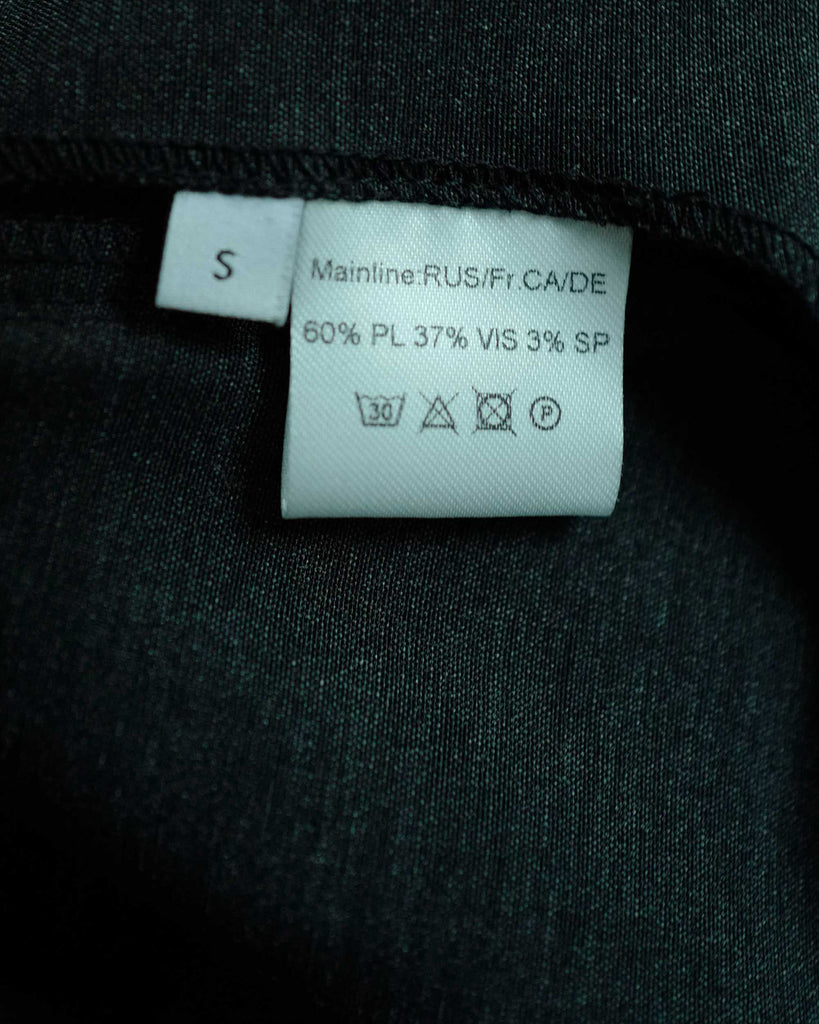 S
Mainline:RUS/Fr.CA/DE
60% PL 37% VIS 3% SP
30 P